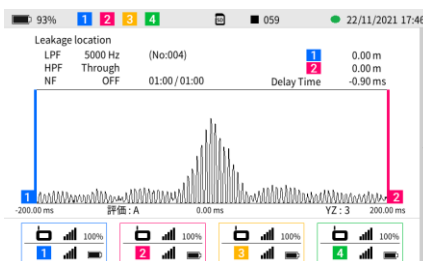 93% 1 2 3 4 059 22/11/2021 17:46
Leakage location
LPF 5000 Hz (No:004) 1 0.00 m
HPF Through 2 0.00 m
NF OFF 01:00 / 01:00 Delay Time -0.90 ms
1 2
-200.00 ms 評価 : A 0.00 ms YZ : 3 200.00 ms
100% 100% 100% 100%
1 2 3 4